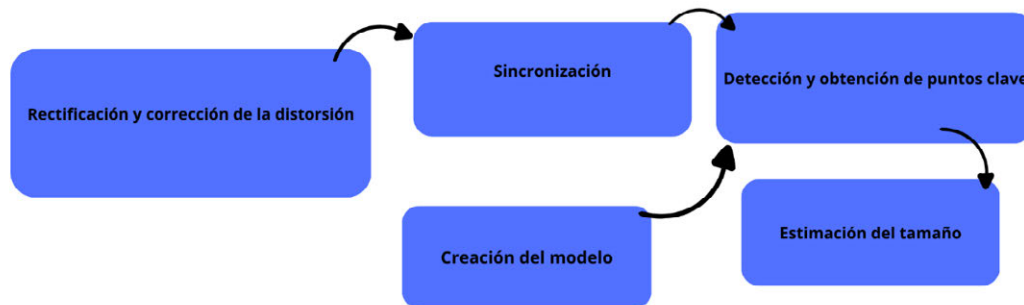 Rectificación y corrección de la distorsión
Sincronización
Detección y obtención de puntos clave
Creación del modelo
Estimación del tamaño